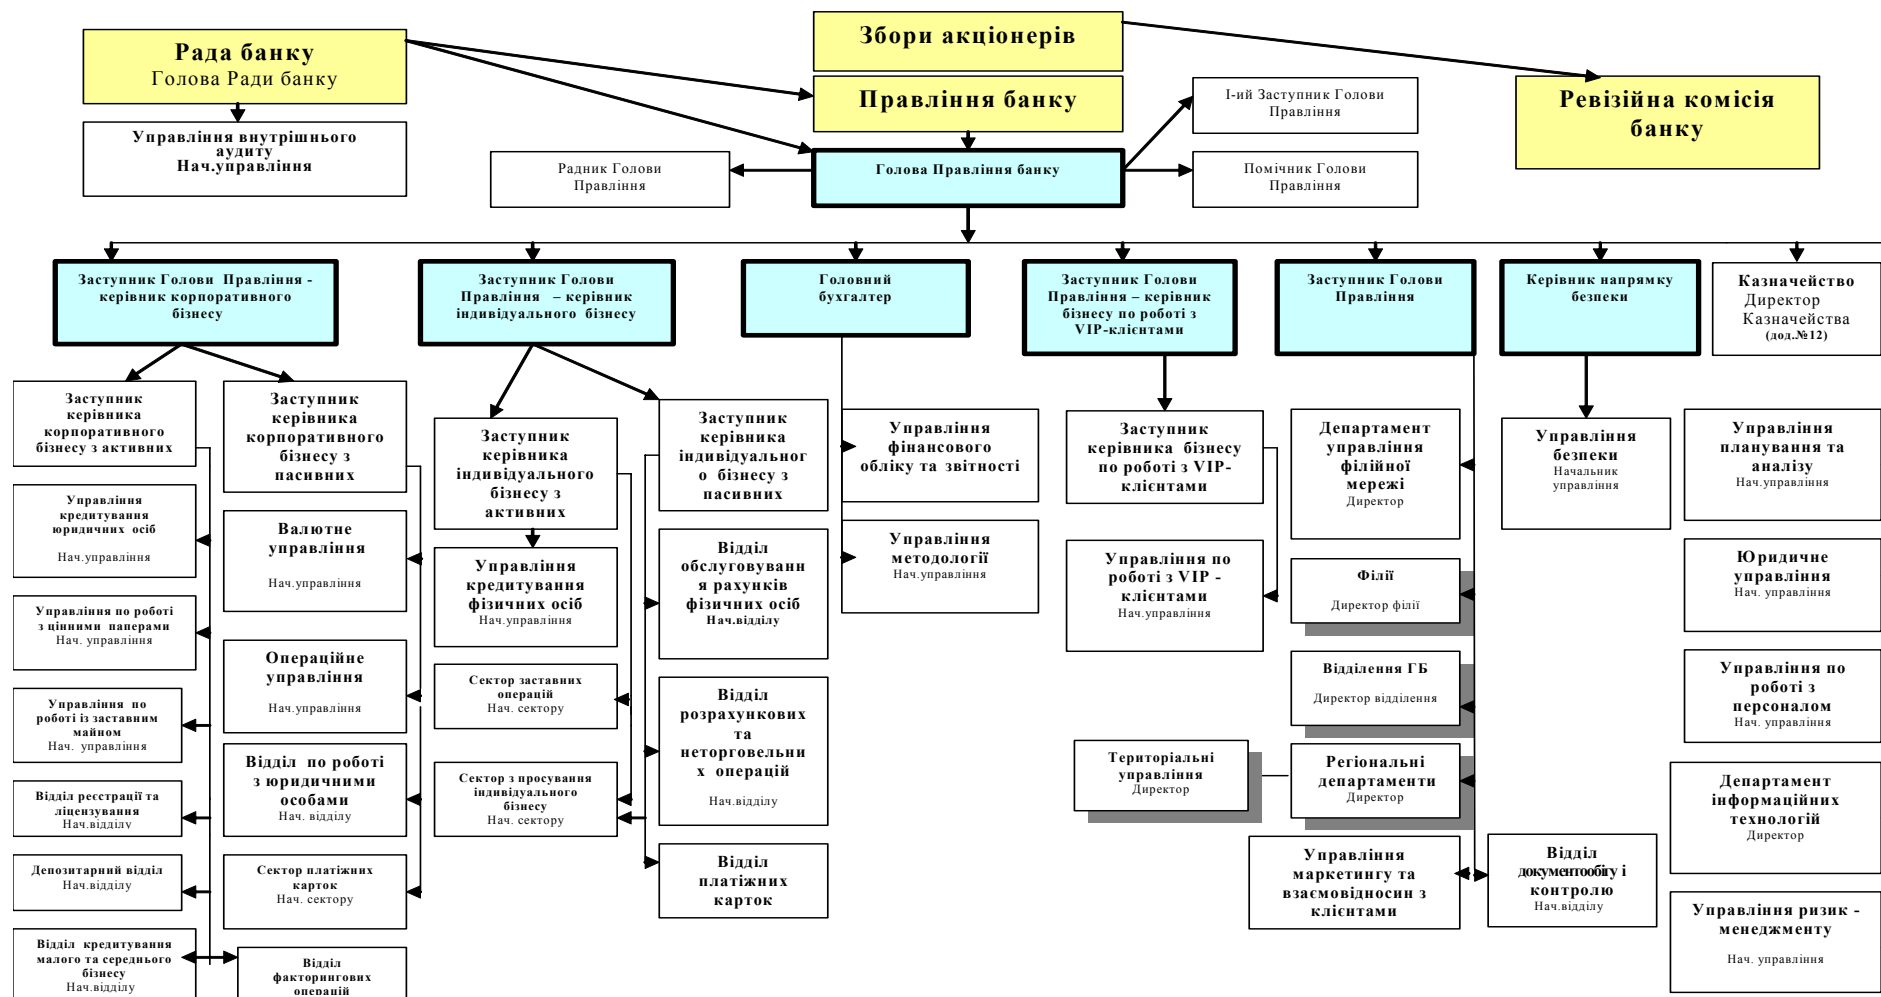 Рада банку
Голова Ради банку
Збори акціонерів
Правління банку
Ревізійна комісія
банку
І-ий Заступник Голови
Правління
Управління внутрішнього
аудиту
Нач.управління
Радник Голови
Правління
Голова Правління банку
Помічник Голови
Правління
Заступник Голови Правління -
керівник корпоративного
бізнесу
Заступник Голови
Правління – керівник
індивідуального бізнесу
Головний
бухгалтер
Заступник Голови
Правління – керівник
бізнесу по роботі з
VIP-клієнтами
Заступник Голови
Правління
Керівник напрямку
безпеки
Казначейство
Директор
Казначейства
(дод.№12)
Заступник
керівника
корпоративного
бізнесу з активних
Управління
кредитування
юридичних осіб
Нач.управління
Управління по роботі
з цінними паперами
Нач. управління
Управління по
роботі із заставним
майном
Нач. управління
Відділ реєстрації та
ліцензування
Нач.відділу
Депозитарний відділ
Нач.відділу
Відділ кредитування
малого та середнього
бізнесу
Нач.відділу
Заступник
керівника
корпоративного
бізнесу з
пасивних
Валютне
управління
Нач.управління
Операційне
управління
Нач.управління
Відділ по роботі
з юридичними
особами
Нач. відділу
Сектор платіжних
карток
Нач. сектору
Відділ
факторингових
операцій
Заступник
керівника
індивідуального
бізнесу з
активних
Управління
кредитування
фізичних осіб
Нач.управління
Сектор заставних
операцій
Нач. сектору
Сектор з просування
індивідуального
бізнесу
Нач. сектору
Заступник
керівника
індивідуальног
о бізнесу з
пасивних
Відділ
обслуговуванн
я рахунків
фізичних осіб
Нач.відділу
Відділ
розрахункових
та
неторговельни
х операцій
Нач.відділу
Відділ
платіжних
карток
Управління
фінансового
обліку та звітності
Управління
методології
Нач.управління
Заступник
керівника бізнесу
по роботі з VIP-
клієнтами
Управління по
роботі з VIP -
клієнтами
Нач.управління
Територіальні
управління
Директор
Департамент
управління
філійної
мережі
Директор
Філії
Директор філії
Відділення ГБ
Директор відділення
Регіональні
департаменти
Директор
Управління
маркетингу та
взаємовідносин з
клієнтами
Управління
безпеки
Начальник
управління
Відділ
документообігу і
контролю
Нач.відділу
Управління
планування та
аналізу
Нач.управління
Юридичне
управління
Нач. управління
Управління по
роботі з
персоналом
Нач. управління
Департамент
інформаційних
технологій
Директор
Управління ризик -
менеджменту
Нач. управління